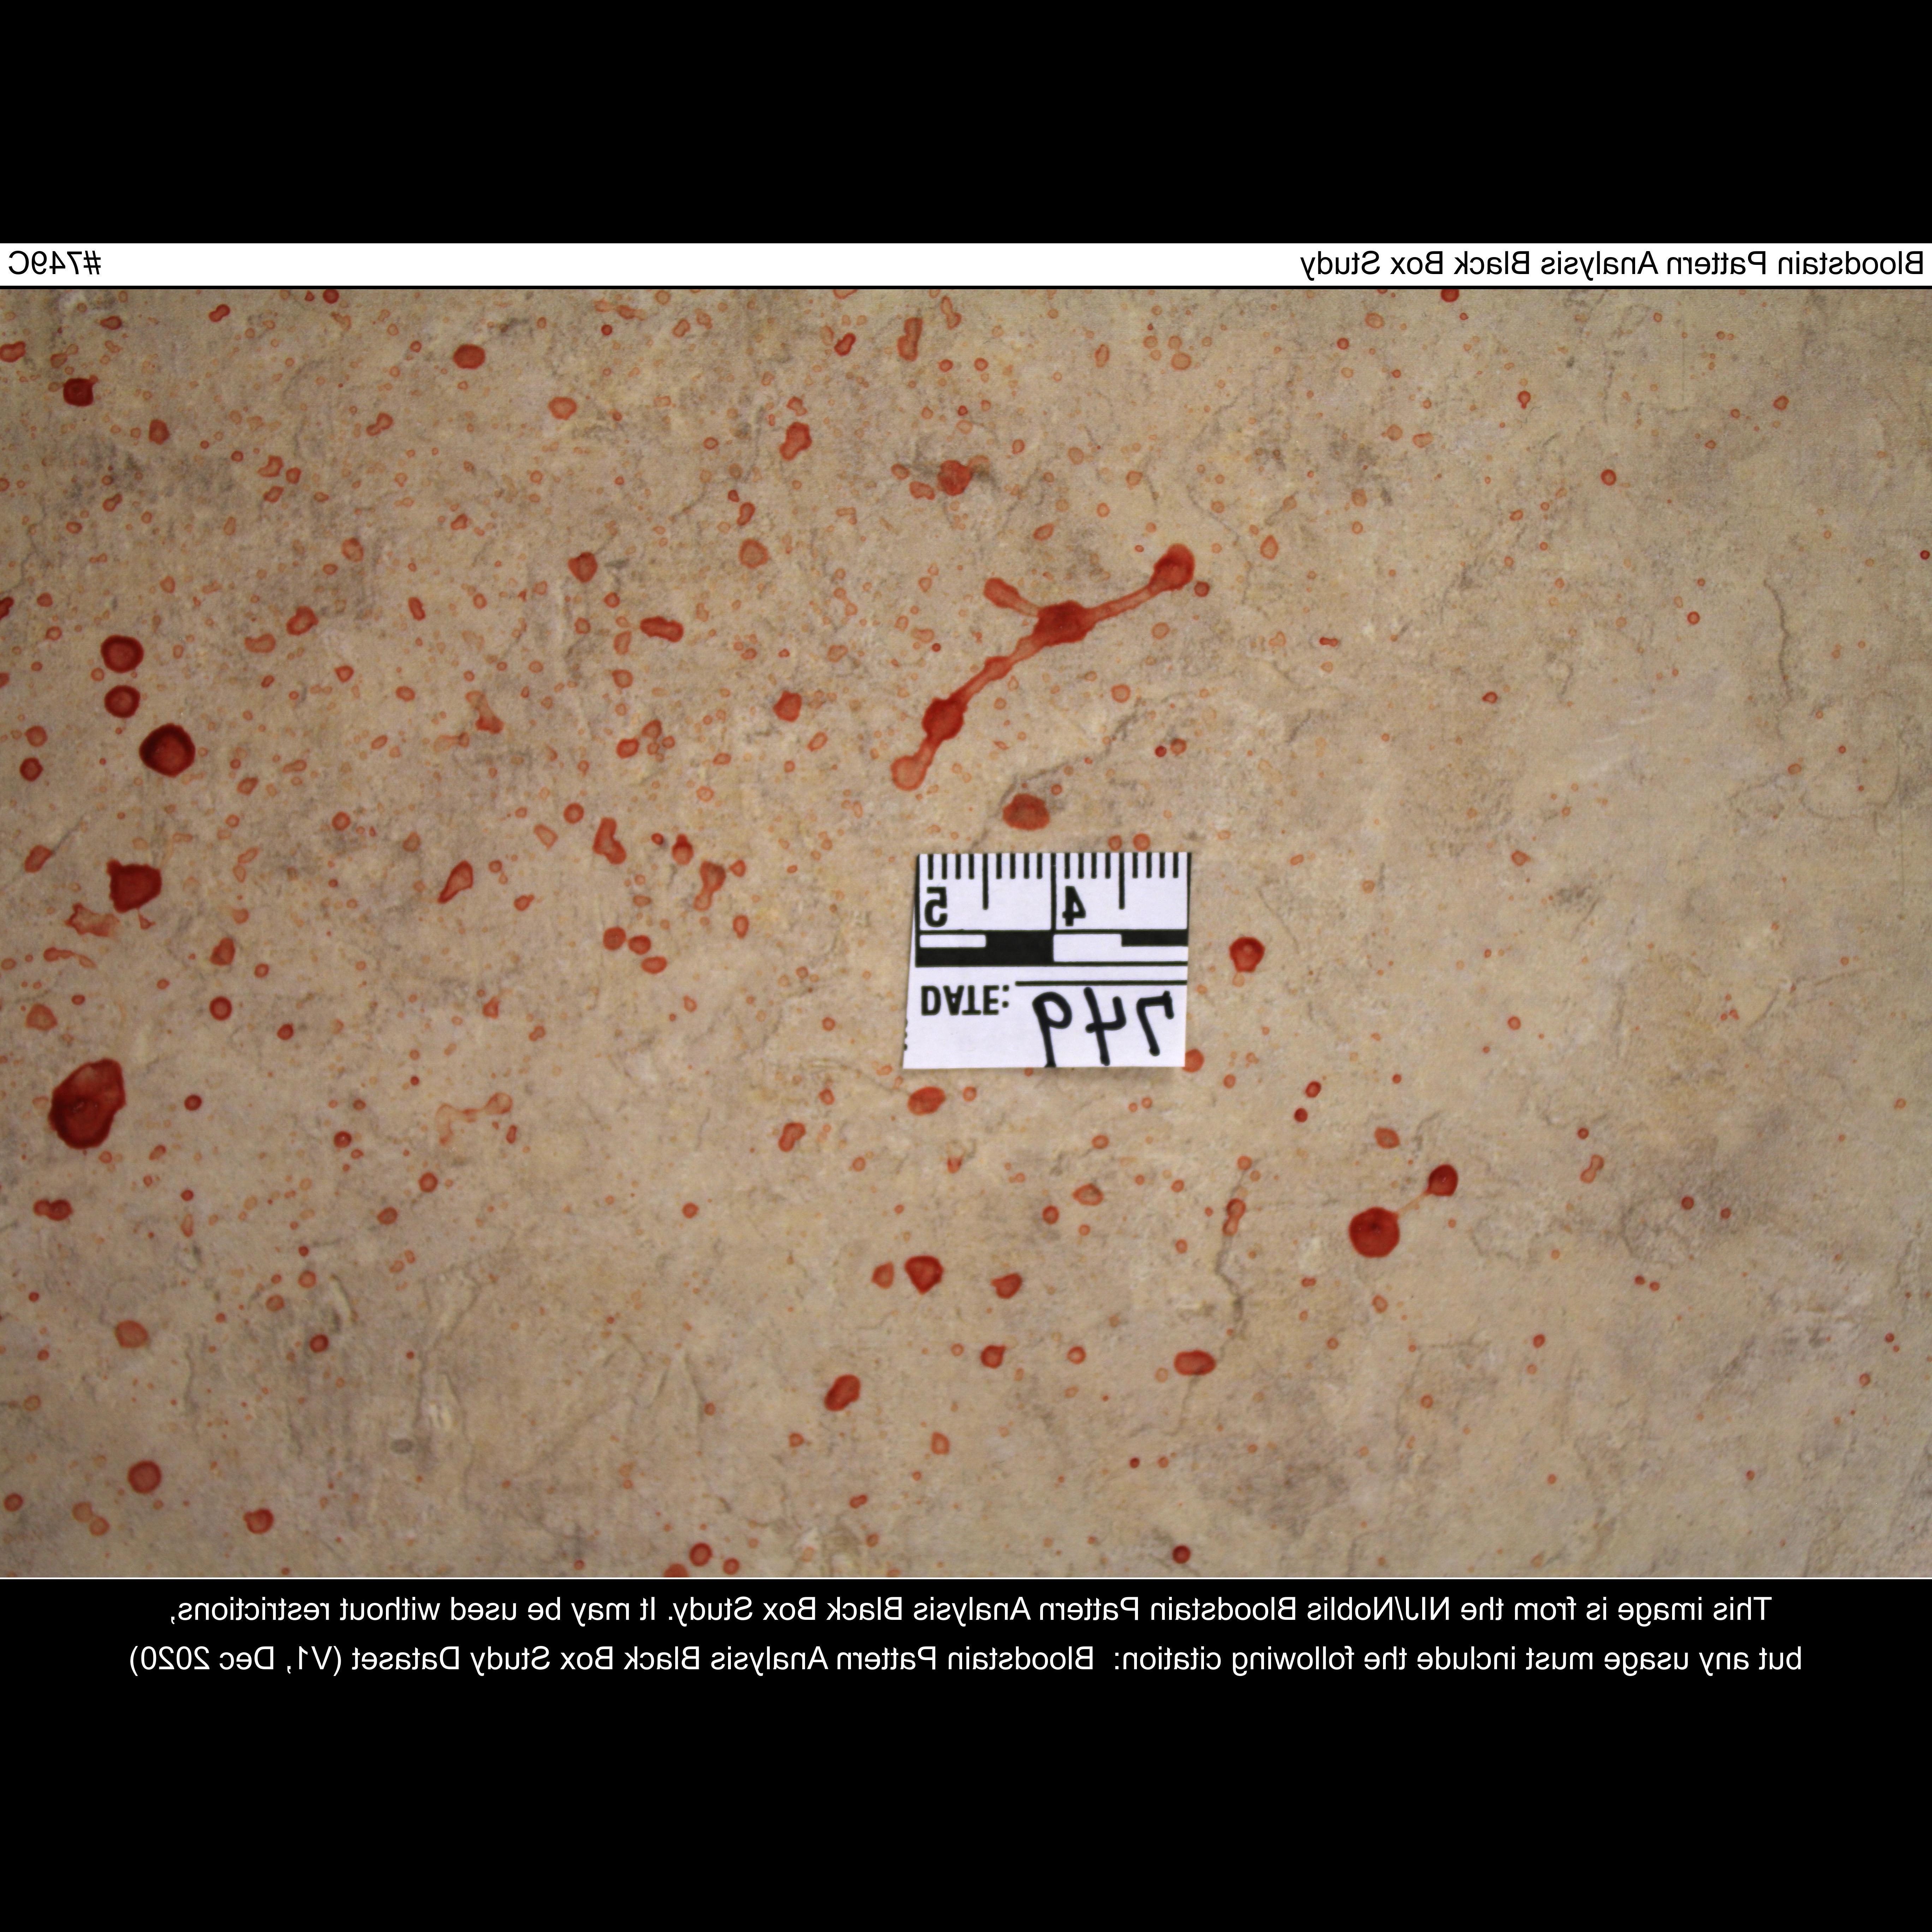 Bloodstain Pattern Analysis Black Box Study #749C
4 5
DATE:
749
This image is from the NIJ/Noblis Bloodstain Pattern Analysis Black Box Study. It may be used without restrictions,
but any usage must include the following citation: Bloodstain Pattern Analysis Black Box Study Dataset (V1, Dec 2020)